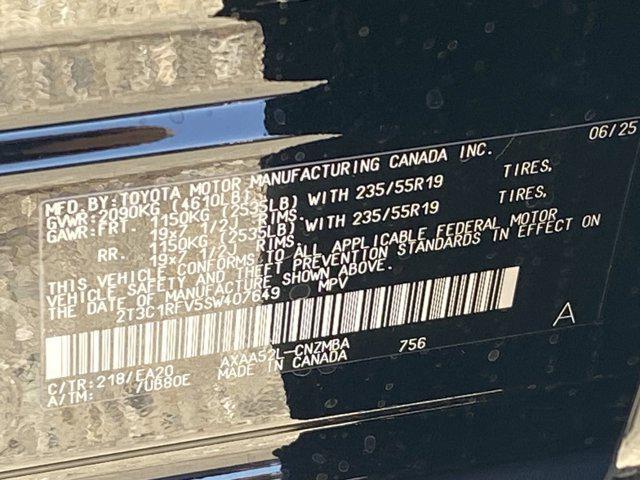 MFD. BY: TOYOTA MOTOR MANUFACTURING CANADA INC. 06/25
GVWR: 2090KG (4610LB)
GAWR: FRT. 1150KG (2535LB) WITH 235/55R19 TIRES,
19x7 1/2J RIMS.
RR. 1150KG (2535LB) WITH 235/55R19 TIRES,
19x7 1/2J RIMS.
THIS VEHICLE CONFORMS TO ALL APPLICABLE FEDERAL MOTOR
VEHICLE SAFETY AND THEFT PREVENTION STANDARDS IN EFFECT ON
THE DATE OF MANUFACTURE SHOWN ABOVE.
2T3C1RFV5SW407649 MPV
A
C/TR: 218/EA20 AXAA52L-CNZMBA 756
A/TM: /UB80E MADE IN CANADA